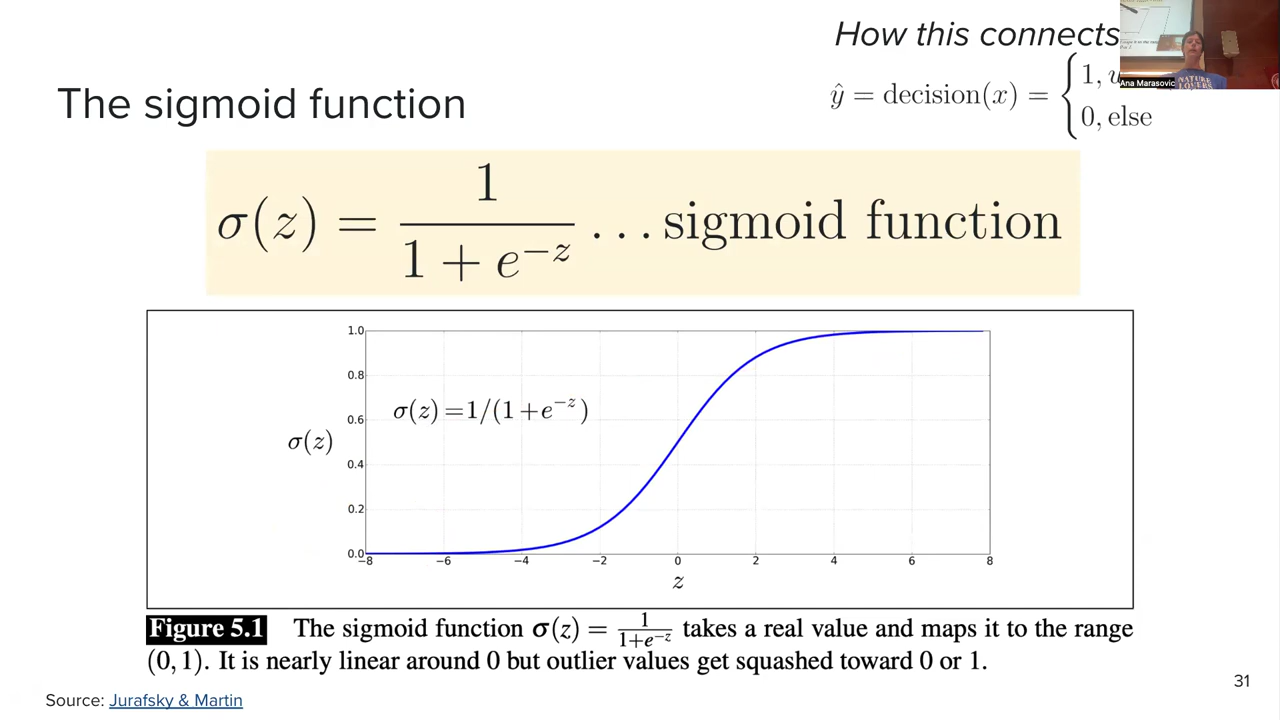 How this connects
The sigmoid function
ŷ = decision(x) = { 1, u
0, else
Ana Marasovic
NATURE
LOVERS
σ(z) = 1 / (1 + e^{−z}) ... sigmoid function
1.0
0.8
0.6
0.4
0.2
0.0
σ(z)
σ(z)=1/(1+e^{−z})
−8 −6 −4 −2 0 2 4 6 8
z
Figure 5.1 The sigmoid function σ(z) = 1/(1+e^{−z}) takes a real value and maps it to the range
(0, 1). It is nearly linear around 0 but outlier values get squashed toward 0 or 1.
Source: Jurafsky & Martin
31